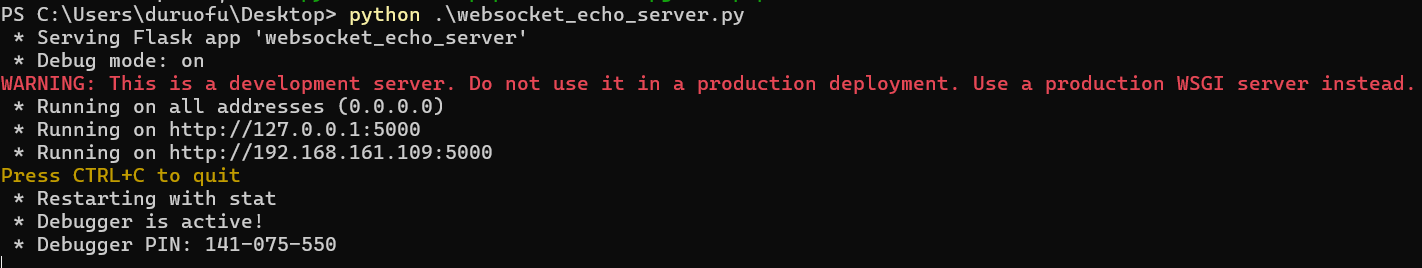 PS C:\Users\duruofu\Desktop> python .\websocket_echo_server.py
 * Serving Flask app 'websocket_echo_server'
 * Debug mode: on
WARNING: This is a development server. Do not use it in a production deployment. Use a production WSGI server instead.
 * Running on all addresses (0.0.0.0)
 * Running on http://127.0.0.1:5000
 * Running on http://192.168.161.109:5000
Press CTRL+C to quit
 * Restarting with stat
 * Debugger is active!
 * Debugger PIN: 141-075-550